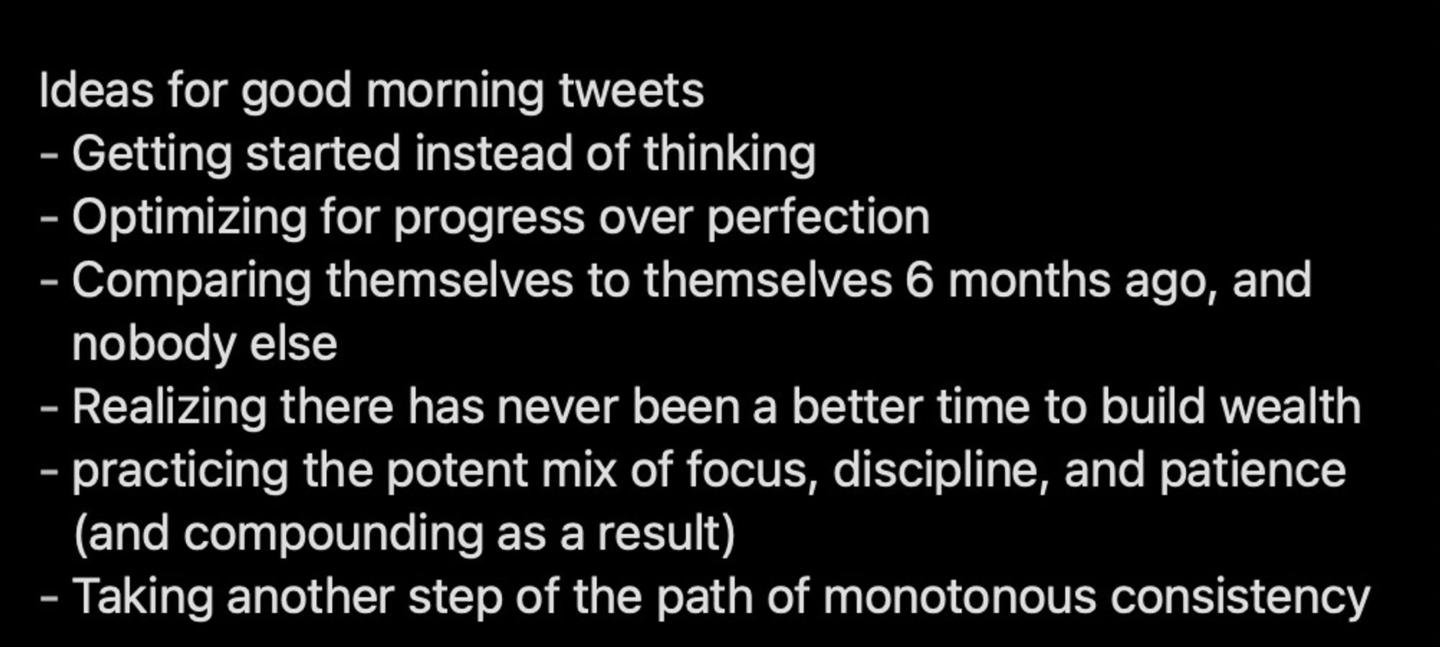 Ideas for good morning tweets
- Getting started instead of thinking
- Optimizing for progress over perfection
- Comparing themselves to themselves 6 months ago, and
nobody else
- Realizing there has never been a better time to build wealth
- practicing the potent mix of focus, discipline, and patience
(and compounding as a result)
- Taking another step of the path of monotonous consistency